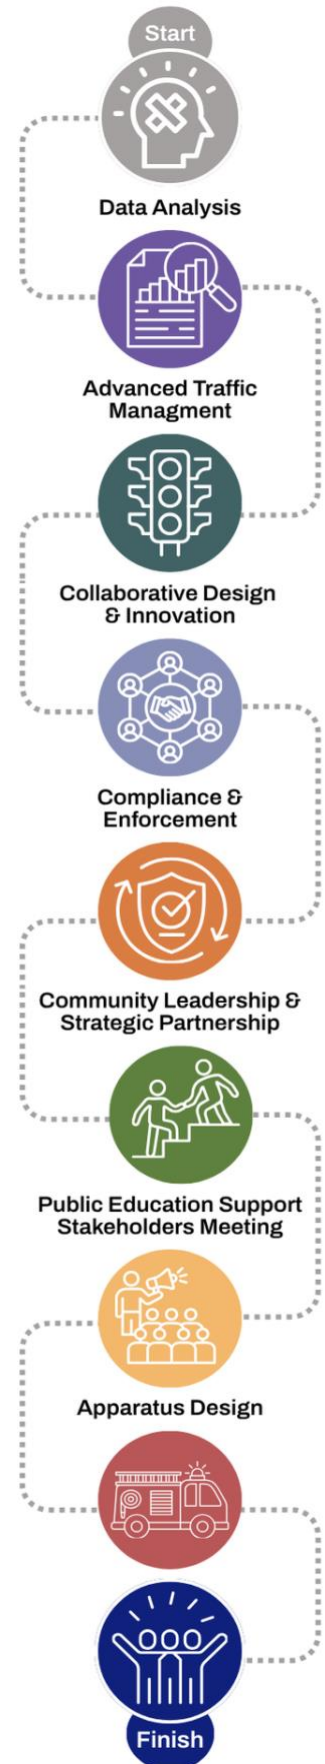 Start
Data Analysis
Advanced Traffic
Managment
Collaborative Design
& Innovation
Compliance &
Enforcement
Community Leadership &
Strategic Partnership
Public Education Support
Stakeholders Meeting
Apparatus Design
Finish